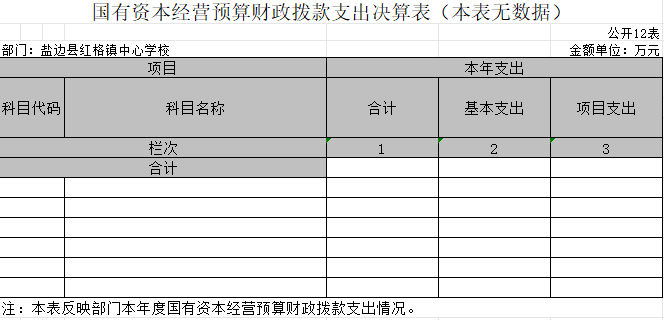 国有资本经营预算财政拨款支出决算表（本表无数据）
公开12表
部门：盐边县红格镇中心学校 金额单位：万元
项目 本年支出
科目代码 科目名称 合计 基本支出 项目支出
栏次 1 2 3
合计
注：本表反映部门本年度国有资本经营预算财政拨款支出情况。